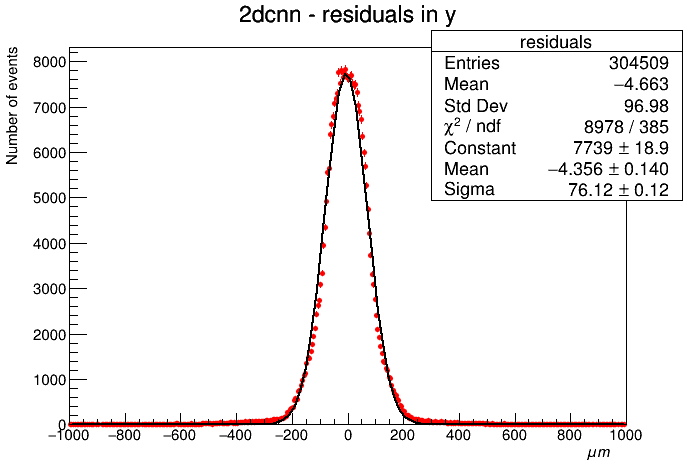 2dcnn - residuals in y
residuals
Entries 304509
Mean −4.663
Std Dev 96.98
χ² / ndf 8978 / 385
Constant 7739 ± 18.9
Mean −4.356 ± 0.140
Sigma 76.12 ± 0.12
Number of events
8000
7000
6000
5000
4000
3000
2000
1000
0
−1000 −800 −600 −400 −200 0 200 400 600 800 1000
μm